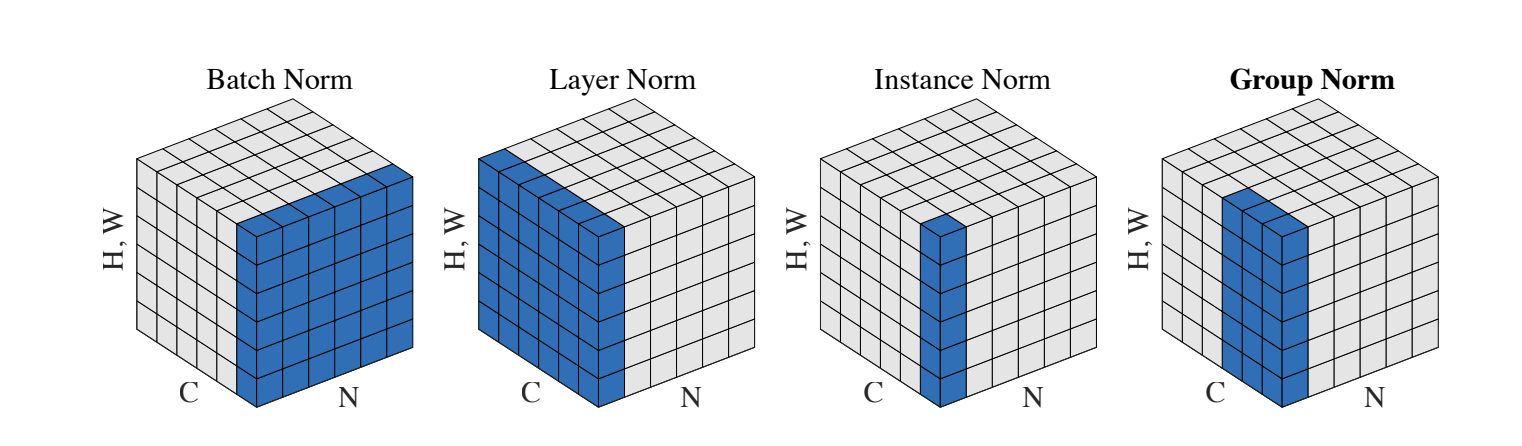 Batch Norm
H, W
C
N
Layer Norm
H, W
C
N
Instance Norm
H, W
C
N
Group Norm
H, W
C
N